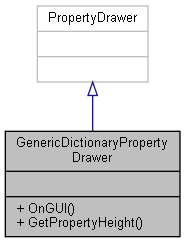 PropertyDrawer
GenericDictionaryProperty
Drawer
+ OnGUI()
+ GetPropertyHeight()